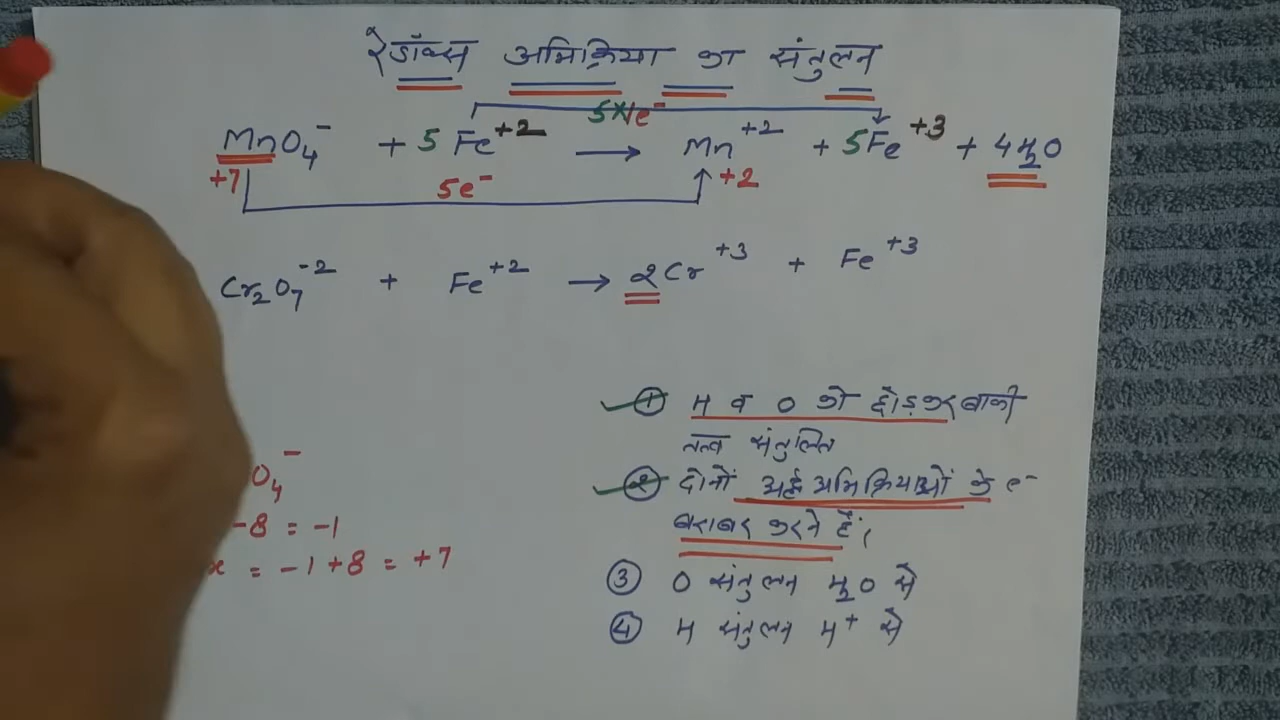 रेडॉक्स अभिक्रिया का संतुलन
5×1e⁻
MnO₄⁻ + 5 Fe⁺² → Mn⁺² + 5Fe⁺³ + 4H₂O
+7 5e⁻ +2
Cr₂O₇⁻² + Fe⁺² → 2Cr⁺³ + Fe⁺³
① H व O को छोड़कर बाकी
तत्व संतुलित
② दोनों अर्द्धअभिक्रियाओं के e⁻
बराबर करते हैं।
③ O संतुलन H₂O से
④ H संतुलन H⁺ से
O₄⁻
-8 = -1
x = -1+8 = +7